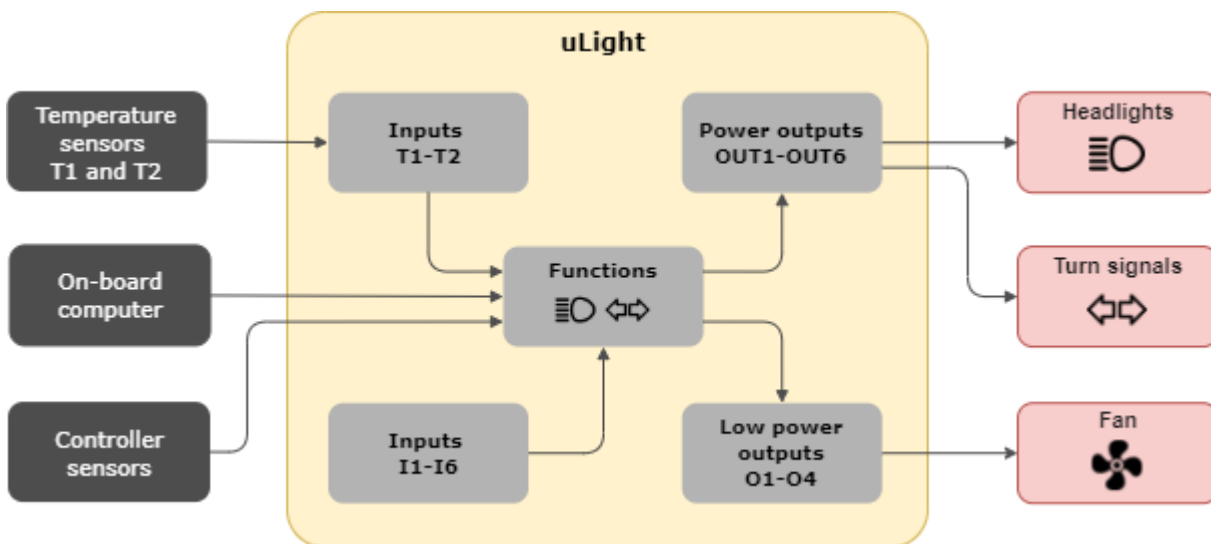 uLight
Temperature
sensors
T1 and T2
Inputs
T1-T2
Power outputs
OUT1-OUT6
Headlights
On-board
computer
Functions
Turn signals
Controller
sensors
Inputs
I1-I6
Low power
outputs
O1-O4
Fan